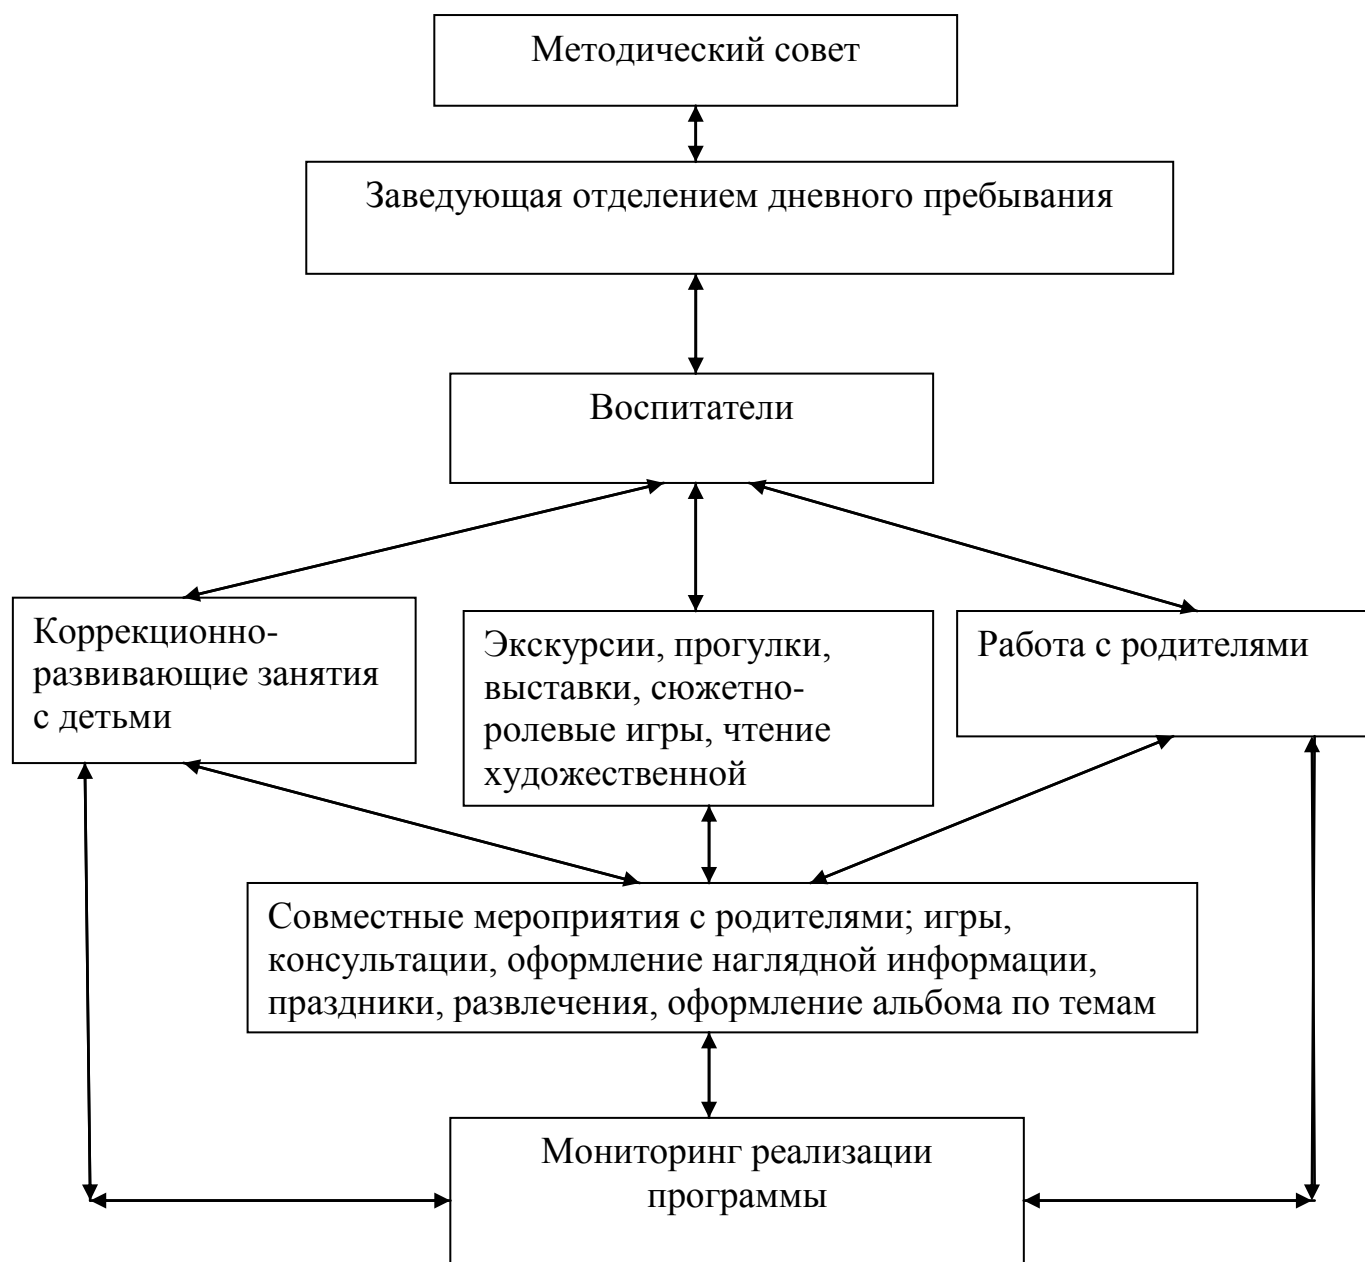 Методический совет
Заведующая отделением дневного пребывания
Воспитатели
Коррекционно-
развивающие занятия
с детьми
Экскурсии, прогулки,
выставки, сюжетно-
ролевые игры, чтение
художественной
Работа с родителями
Совместные мероприятия с родителями; игры,
консультации, оформление наглядной информации,
праздники, развлечения, оформление альбома по темам
Мониторинг реализации
программы